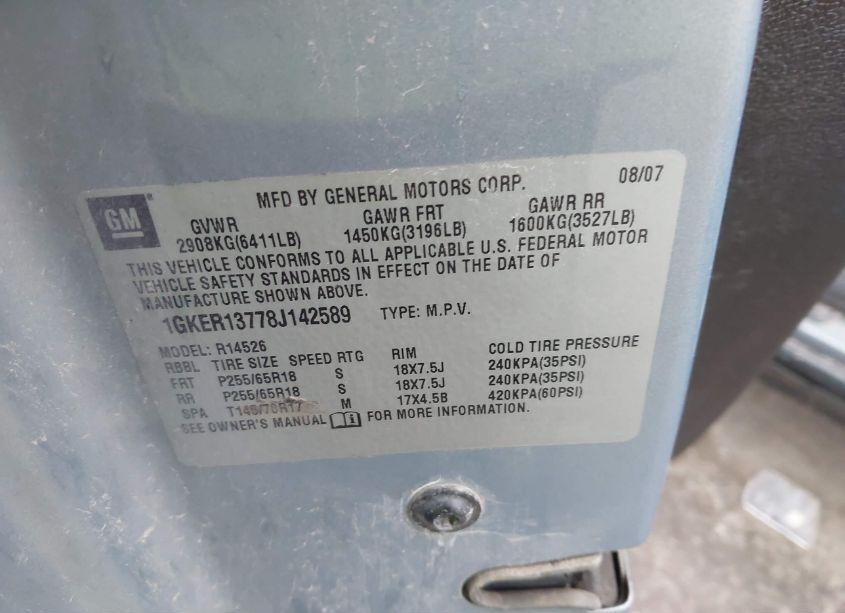 GM
MFD BY GENERAL MOTORS CORP. 08/07
GVWR GAWR FRT GAWR RR
2908KG(6411LB) 1450KG(3196LB) 1600KG(3527LB)
THIS VEHICLE CONFORMS TO ALL APPLICABLE U.S. FEDERAL MOTOR
VEHICLE SAFETY STANDARDS IN EFFECT ON THE DATE OF
MANUFACTURE SHOWN ABOVE.
1GKER13778J142589 TYPE: M.P.V.
MODEL: R14526
RBBL TIRE SIZE SPEED RTG RIM COLD TIRE PRESSURE
FRT P255/65R18 S 18X7.5J 240KPA(35PSI)
RR P255/65R18 S 18X7.5J 240KPA(35PSI)
SPA M 17X4.5B 420KPA(60PSI)
SEE OWNER'S MANUAL FOR MORE INFORMATION.